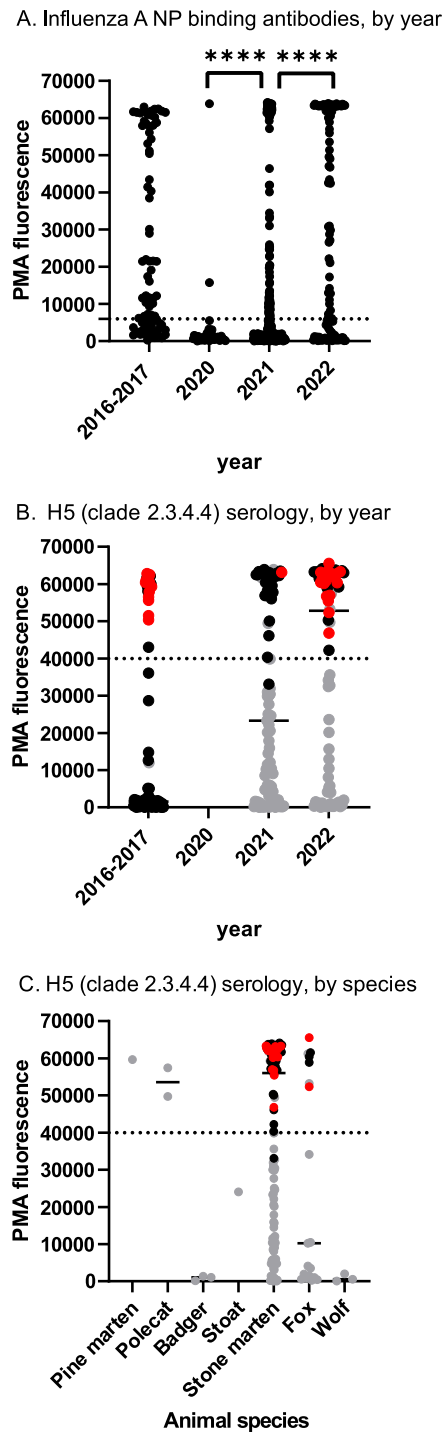 A. Influenza A NP binding antibodies, by year
**** ****
70000
60000
50000
40000
30000
20000
10000
0
PMA fluorescence
2016-2017
2020
2021
2022
year
B. H5 (clade 2.3.4.4) serology, by year
70000
60000
50000
40000
30000
20000
10000
0
PMA fluorescence
2016-2017
2020
2021
2022
year
C. H5 (clade 2.3.4.4) serology, by species
70000
60000
50000
40000
30000
20000
10000
0
PMA fluorescence
Pine marten
Polecat
Badger
Stoat
Stone marten
Fox
Wolf
Animal species